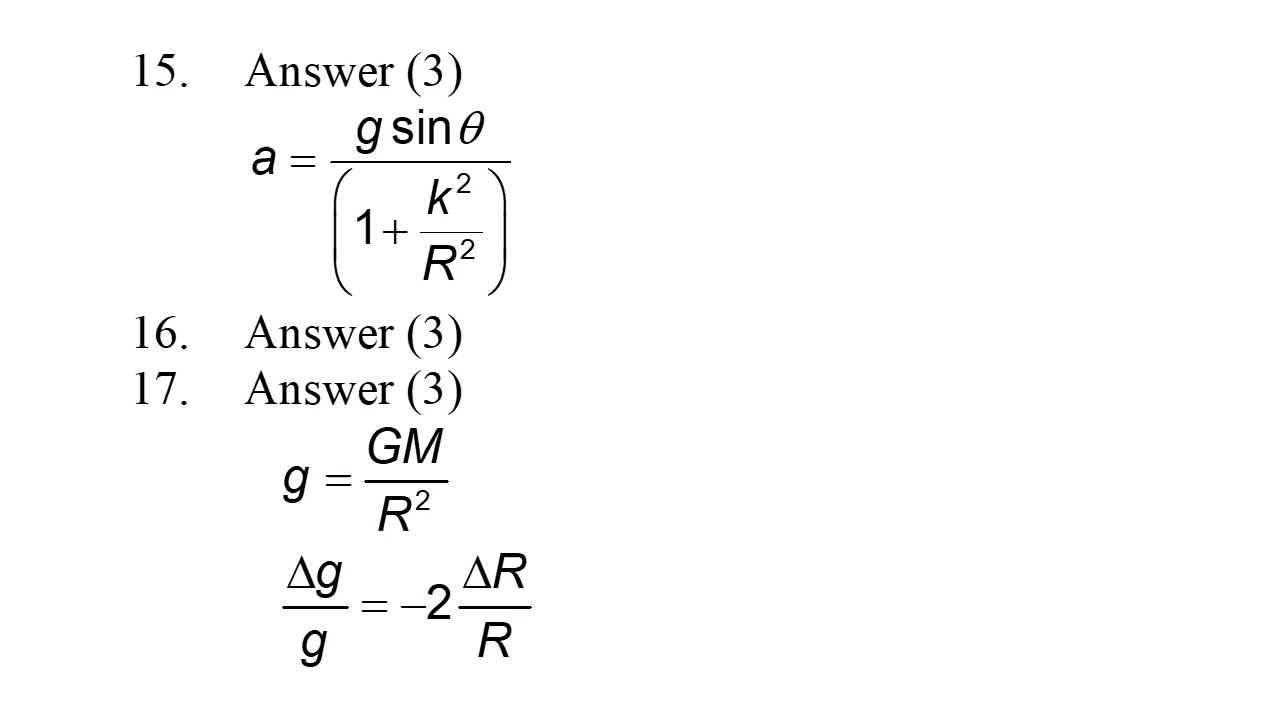 15. Answer (3)
a = g sin θ / (1 + k² / R²)
16. Answer (3)
17. Answer (3)
g = GM / R²
Δg / g = –2 ΔR / R